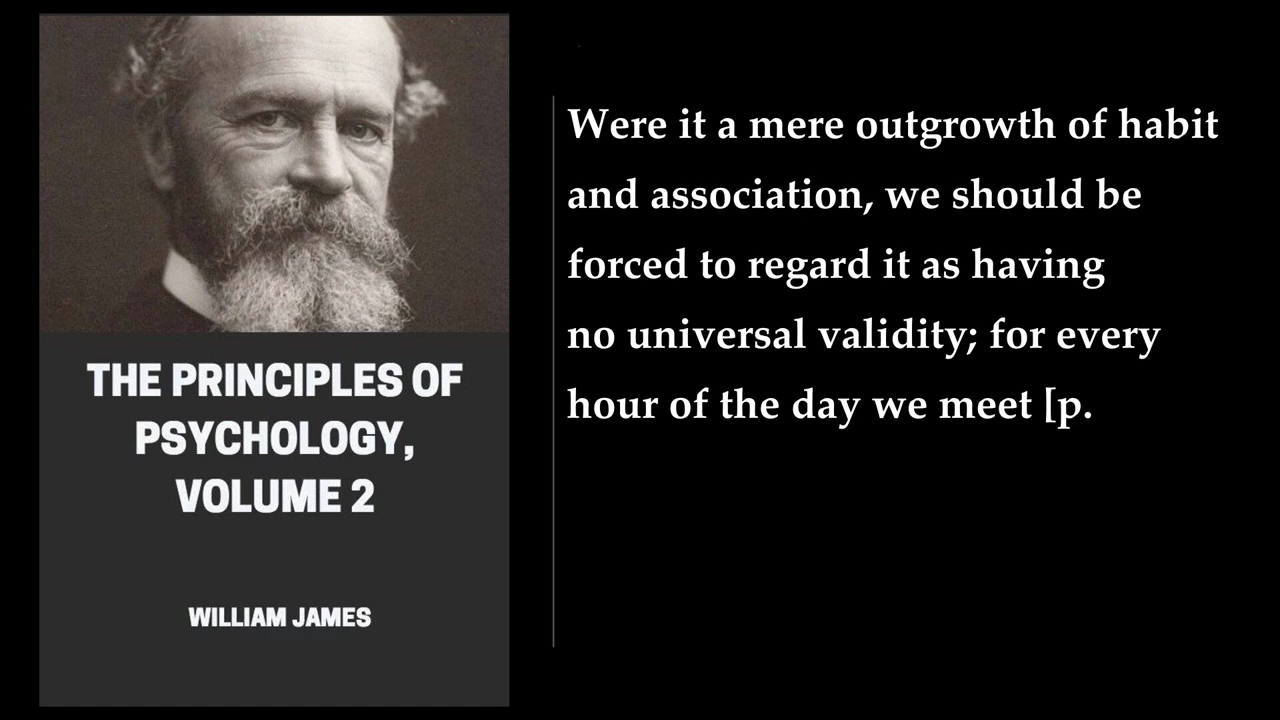 THE PRINCIPLES OF
PSYCHOLOGY,
VOLUME 2
WILLIAM JAMES
Were it a mere outgrowth of habit
and association, we should be
forced to regard it as having
no universal validity; for every
hour of the day we meet [p.